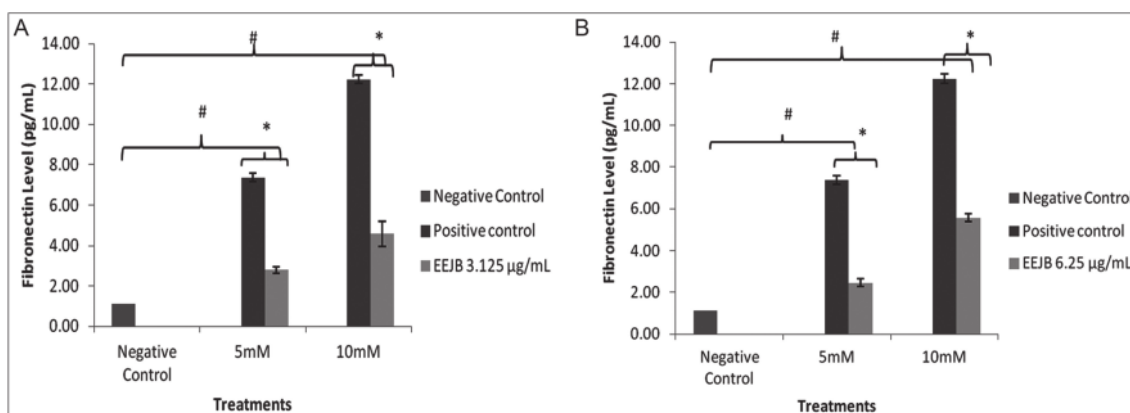 A
Fibronectin Level (pg/mL)
14.00
12.00
10.00
8.00
6.00
4.00
2.00
0.00
#
*
#
*
Negative Control
5mM
10mM
Treatments
Negative Control
Positive control
EEJB 3.125 µg/mL
B
Fibronectin Level (pg/mL)
14.00
12.00
10.00
8.00
6.00
4.00
2.00
0.00
#
*
#
*
Negative
Control
5mM
10mM
Treatments
Negative Control
Positive control
EEJB 6.25 µg/mL